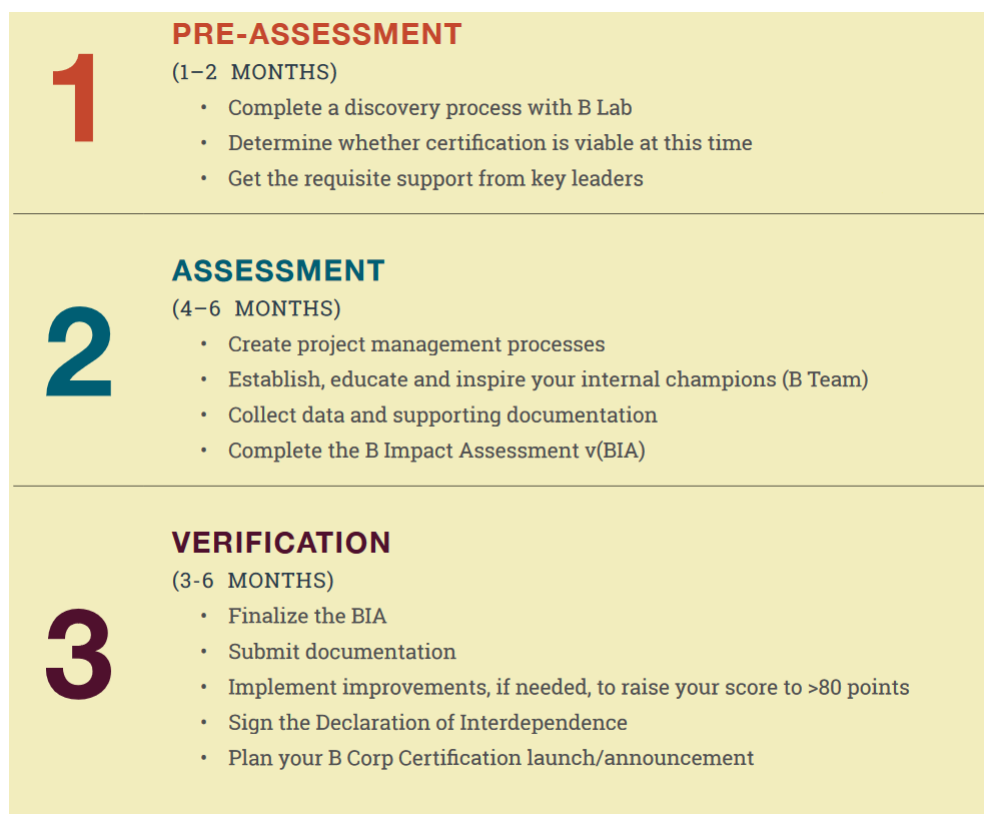 1
PRE-ASSESSMENT
(1–2 MONTHS)
• Complete a discovery process with B Lab
• Determine whether certification is viable at this time
• Get the requisite support from key leaders
2
ASSESSMENT
(4–6 MONTHS)
• Create project management processes
• Establish, educate and inspire your internal champions (B Team)
• Collect data and supporting documentation
• Complete the B Impact Assessment v(BIA)
3
VERIFICATION
(3-6 MONTHS)
• Finalize the BIA
• Submit documentation
• Implement improvements, if needed, to raise your score to >80 points
• Sign the Declaration of Interdependence
• Plan your B Corp Certification launch/announcement